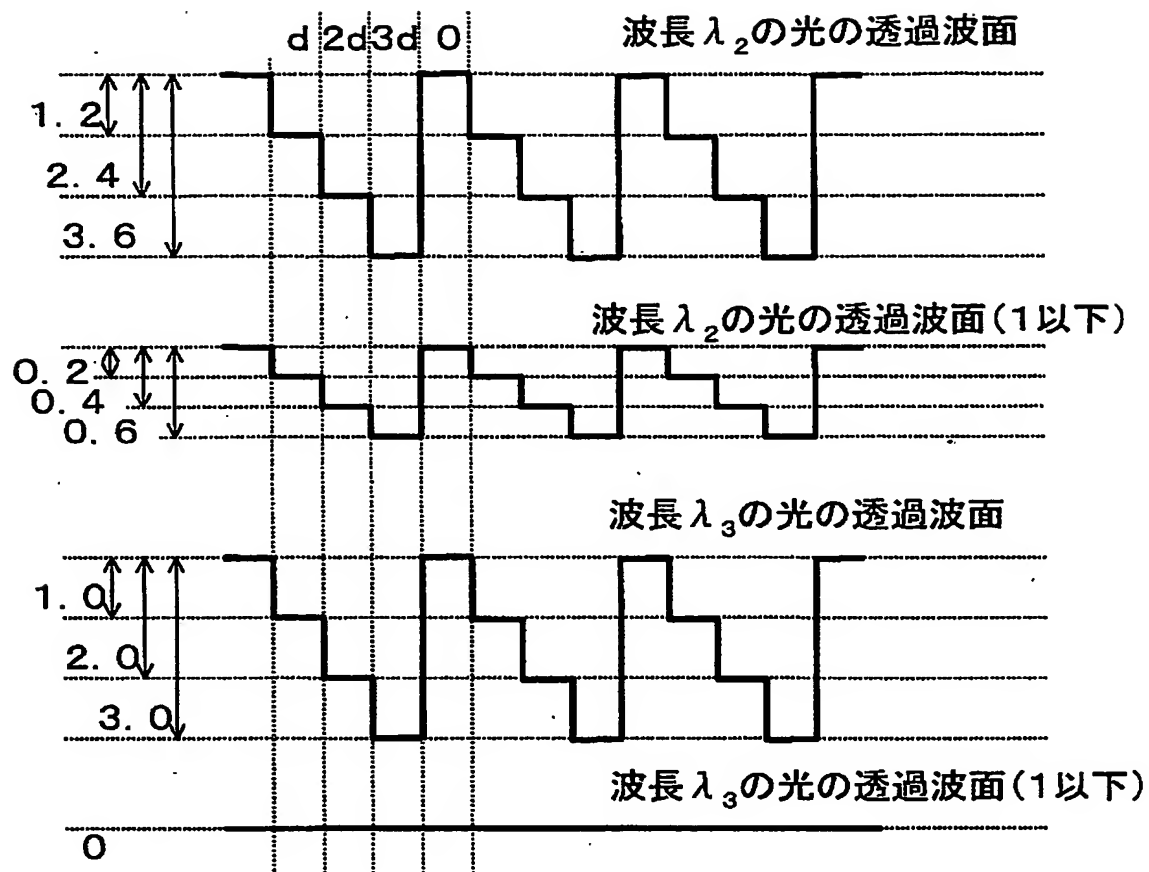 d 2d 3d 0
波長λ₂の光の透過波面
1. 2
2. 4
3. 6
波長λ₂の光の透過波面(1以下)
0. 2
0. 4
0. 6
波長λ₃の光の透過波面
1. 0
2. 0
3. 0
波長λ₃の光の透過波面(1以下)
0